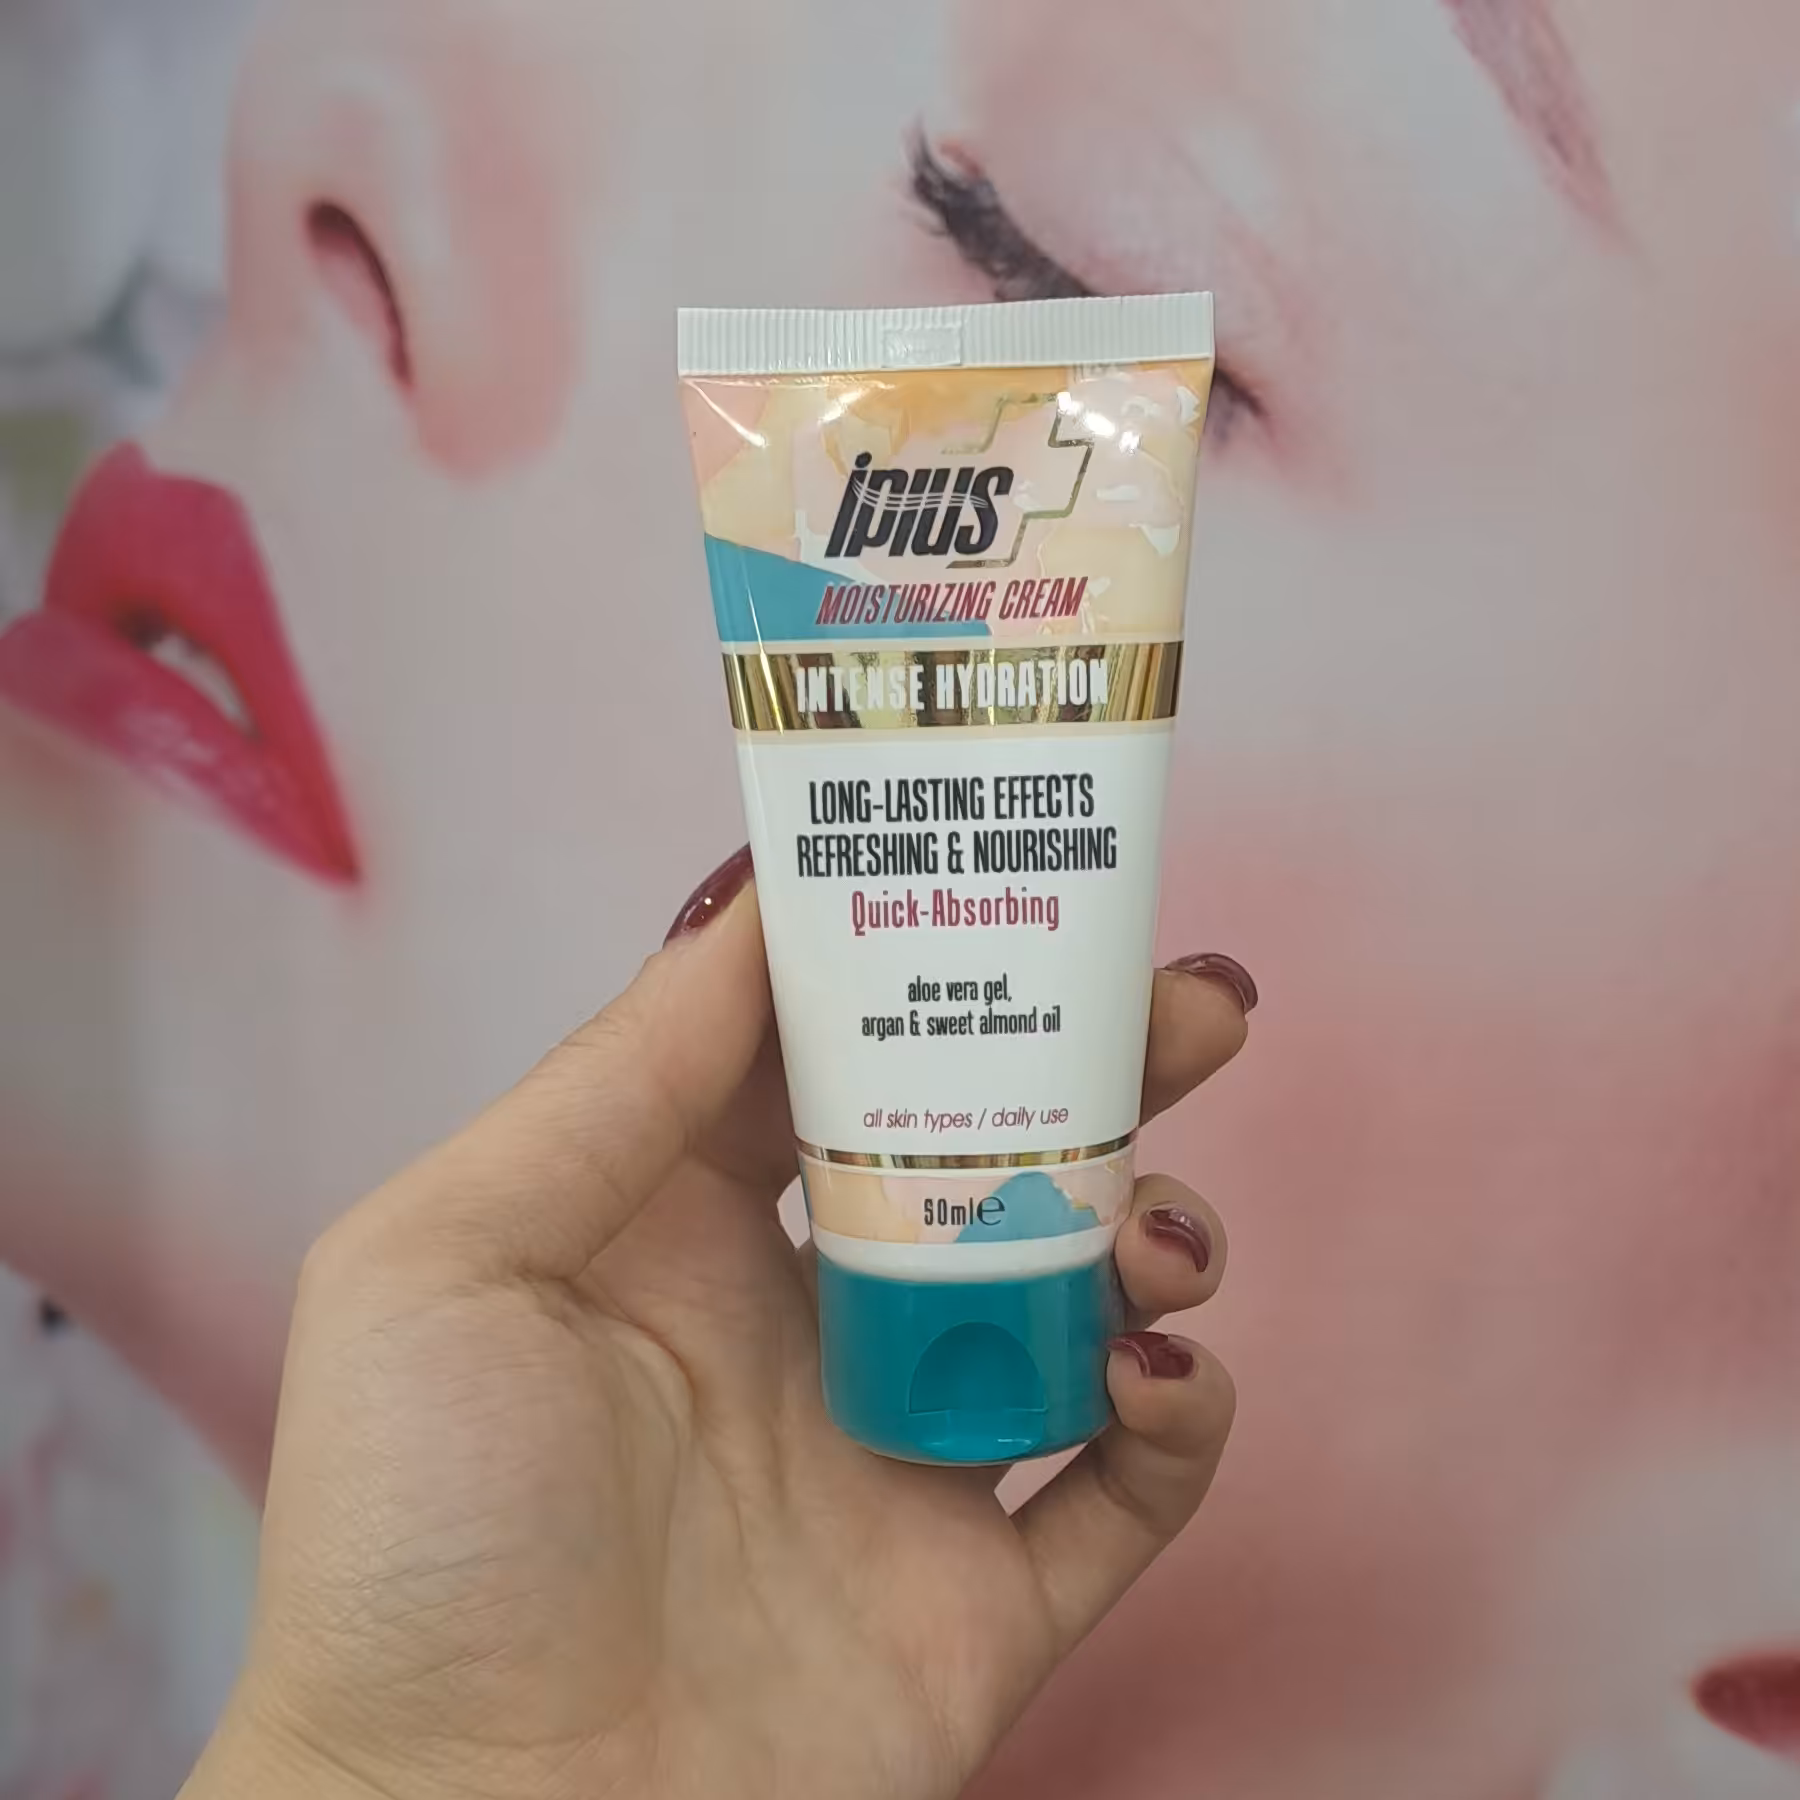 iplus
MOISTURIZING CREAM
INTENSE HYDRATION
LONG-LASTING EFFECTS
REFRESHING & NOURISHING
Quick-Absorbing
aloe vera gel,
argan & sweet almond oil
all skin types / daily use
50ml℮